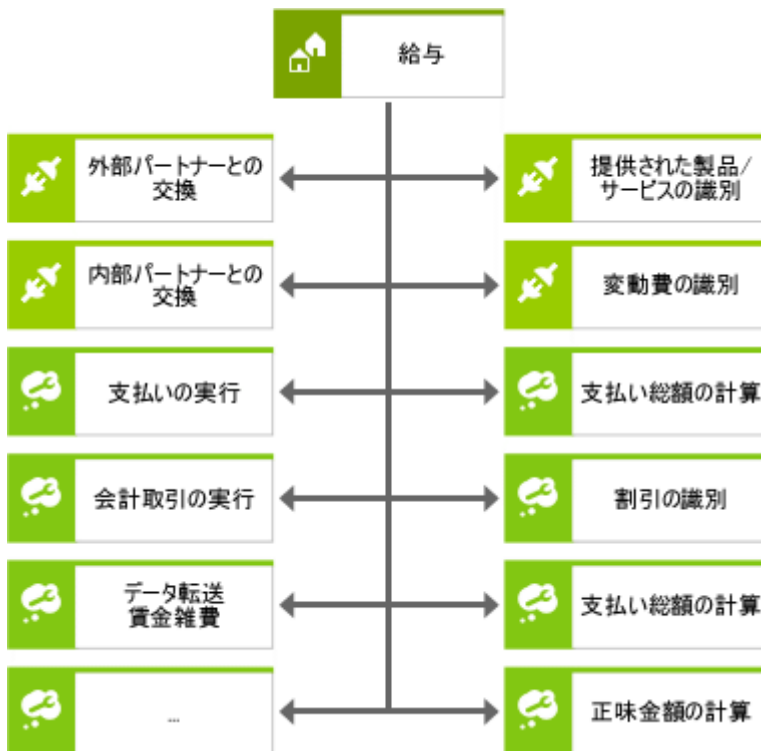 給与
外部パートナーとの
交換
提供された製品/
サービスの識別
内部パートナーとの
交換
変動費の識別
支払いの実行
支払い総額の計算
会計取引の実行
割引の識別
データ転送
賃金雑費
支払い総額の計算
...
正味金額の計算